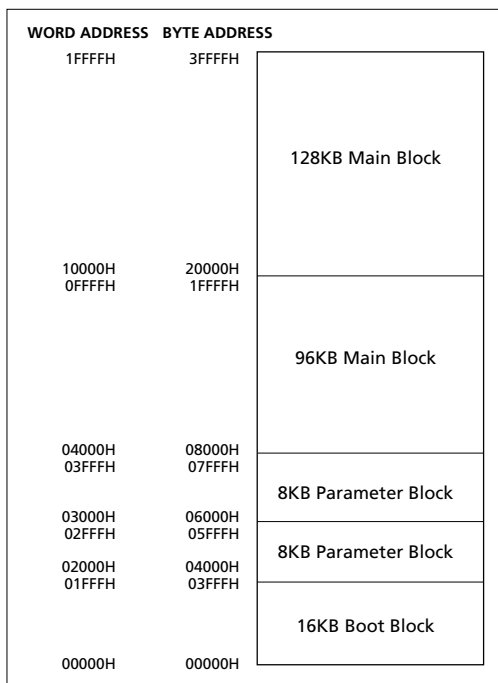 WORD ADDRESS BYTE ADDRESS
1FFFFH 3FFFFH
128KB Main Block
10000H 20000H
0FFFFH 1FFFFH
96KB Main Block
04000H 08000H
03FFFH 07FFFH
8KB Parameter Block
03000H 06000H
02FFFH 05FFFH
8KB Parameter Block
02000H 04000H
01FFFH 03FFFH
16KB Boot Block
00000H 00000H